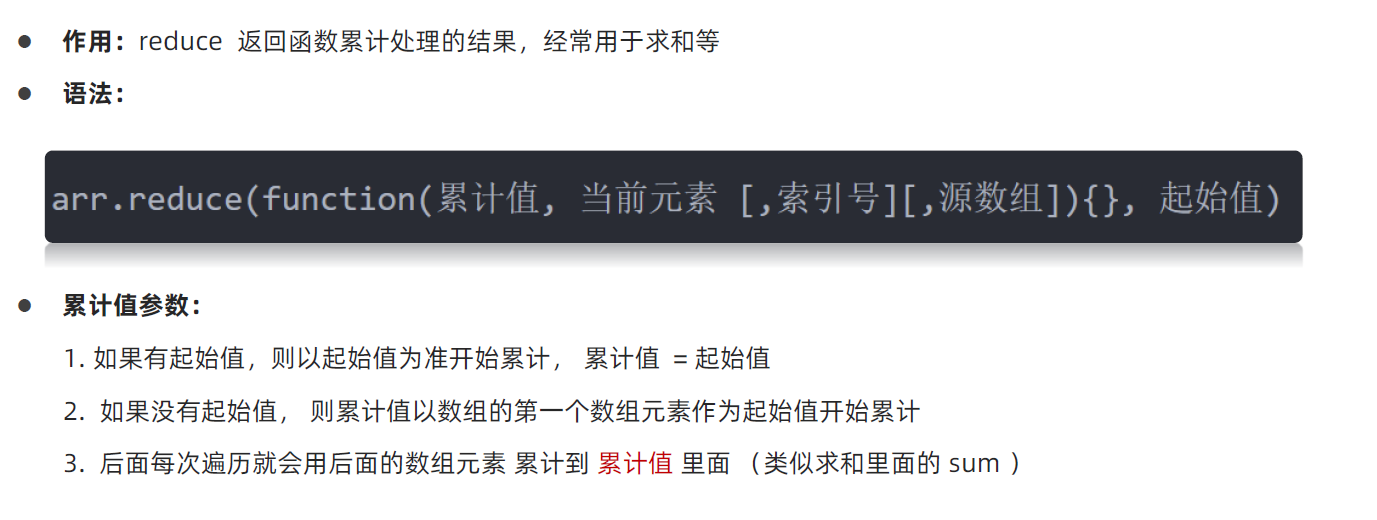 ● 作用：reduce 返回函数累计处理的结果，经常用于求和等
● 语法：
arr.reduce(function(累计值, 当前元素 [,索引号][,源数组]){}, 起始值)
● 累计值参数：
1. 如果有起始值，则以起始值为准开始累计， 累计值 = 起始值
2. 如果没有起始值， 则累计值以数组的第一个数组元素作为起始值开始累计
3. 后面每次遍历就会用后面的数组元素 累计到 累计值 里面 （类似求和里面的 sum ）